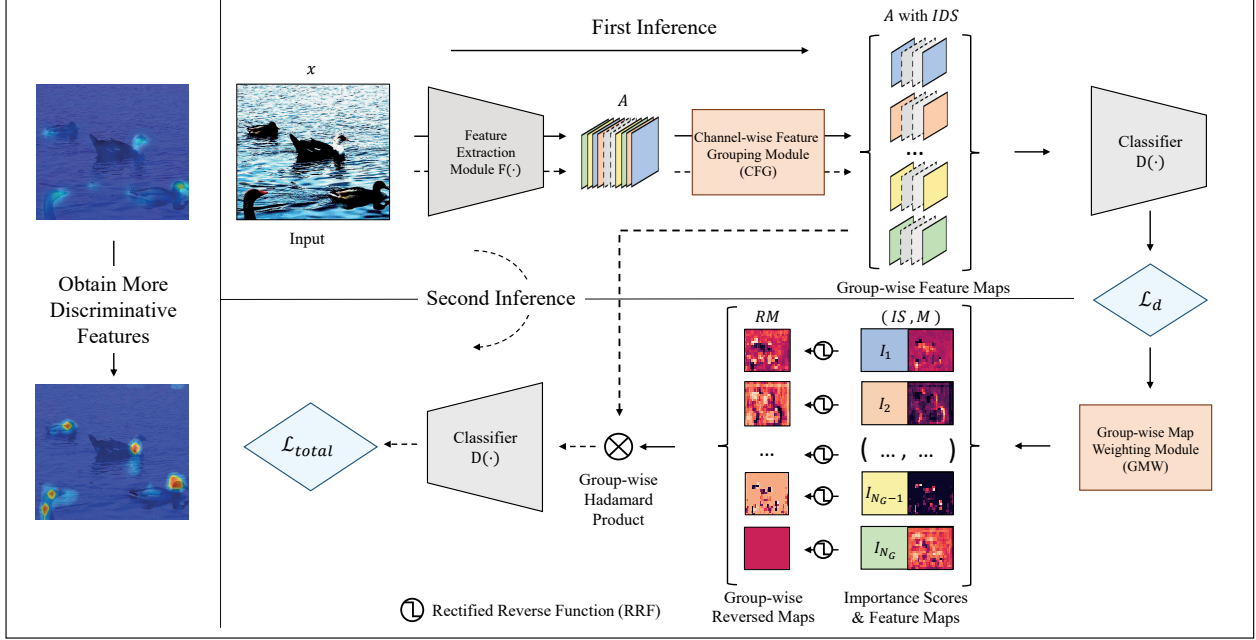 First Inference
A with IDS
x
A
Feature
Extraction
Module F(·)
Channel-wise Feature
Grouping Module
(CFG)
...
Classifier
D(·)
Input
Group-wise Feature Maps
Obtain More
Discriminative
Features
Second Inference
ℒ_d
RM
(IS, M)
I_1
I_2
... (..., ...)
I_{N_G-1}
I_{N_G}
Group-wise Map
Weighting Module
(GMW)
ℒ_total
Classifier
D(·)
Group-wise
Hadamard
Product
Rectified Reverse Function (RRF)
Group-wise
Reversed Maps
Importance Scores
& Feature Maps